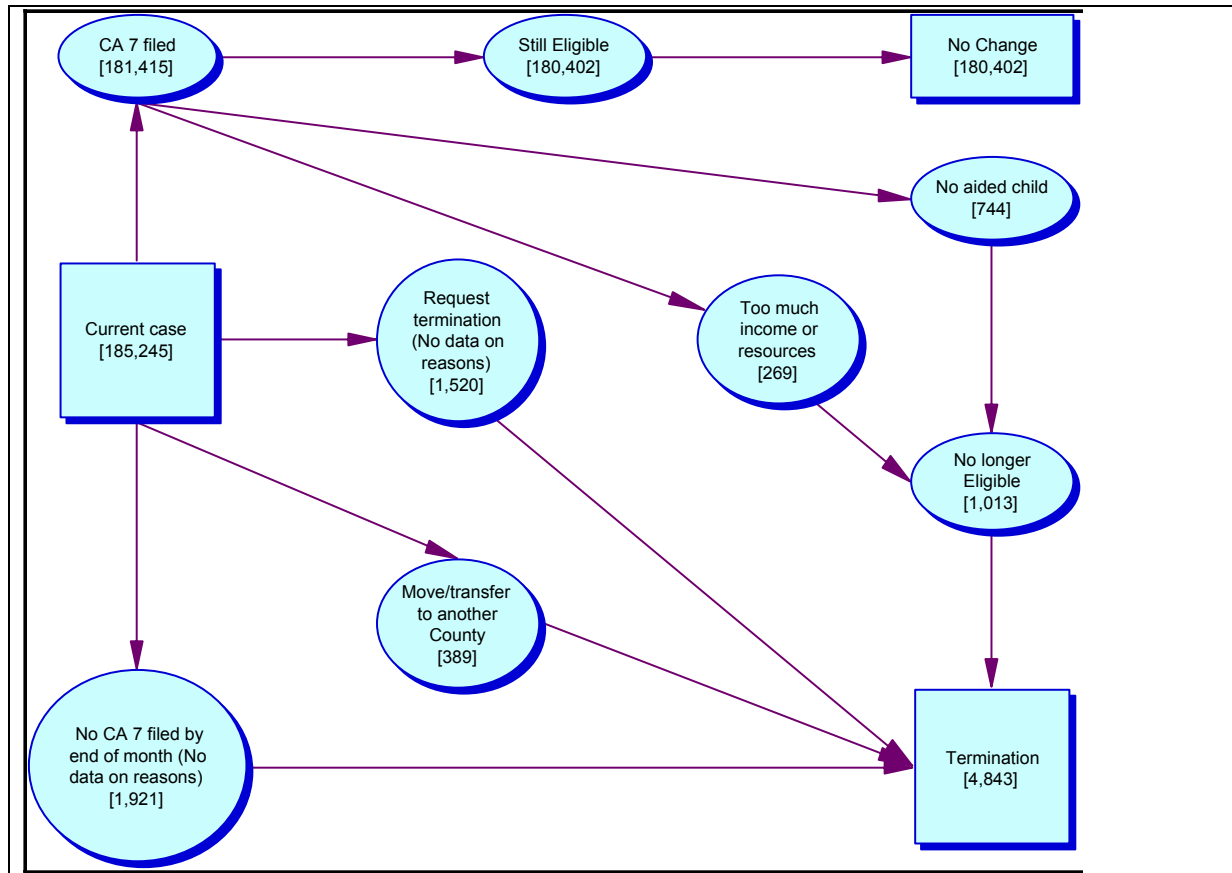 CA 7 filed
[181,415]
Still Eligible
[180,402]
No Change
[180,402]
No aided child
[744]
Current case
[185,245]
Request
termination
(No data on
reasons)
[1,520]
Too much
income or
resources
[269]
No longer
Eligible
[1,013]
Move/transfer
to another
County
[389]
No CA 7 filed by
end of month (No
data on reasons)
[1,921]
Termination
[4,843]